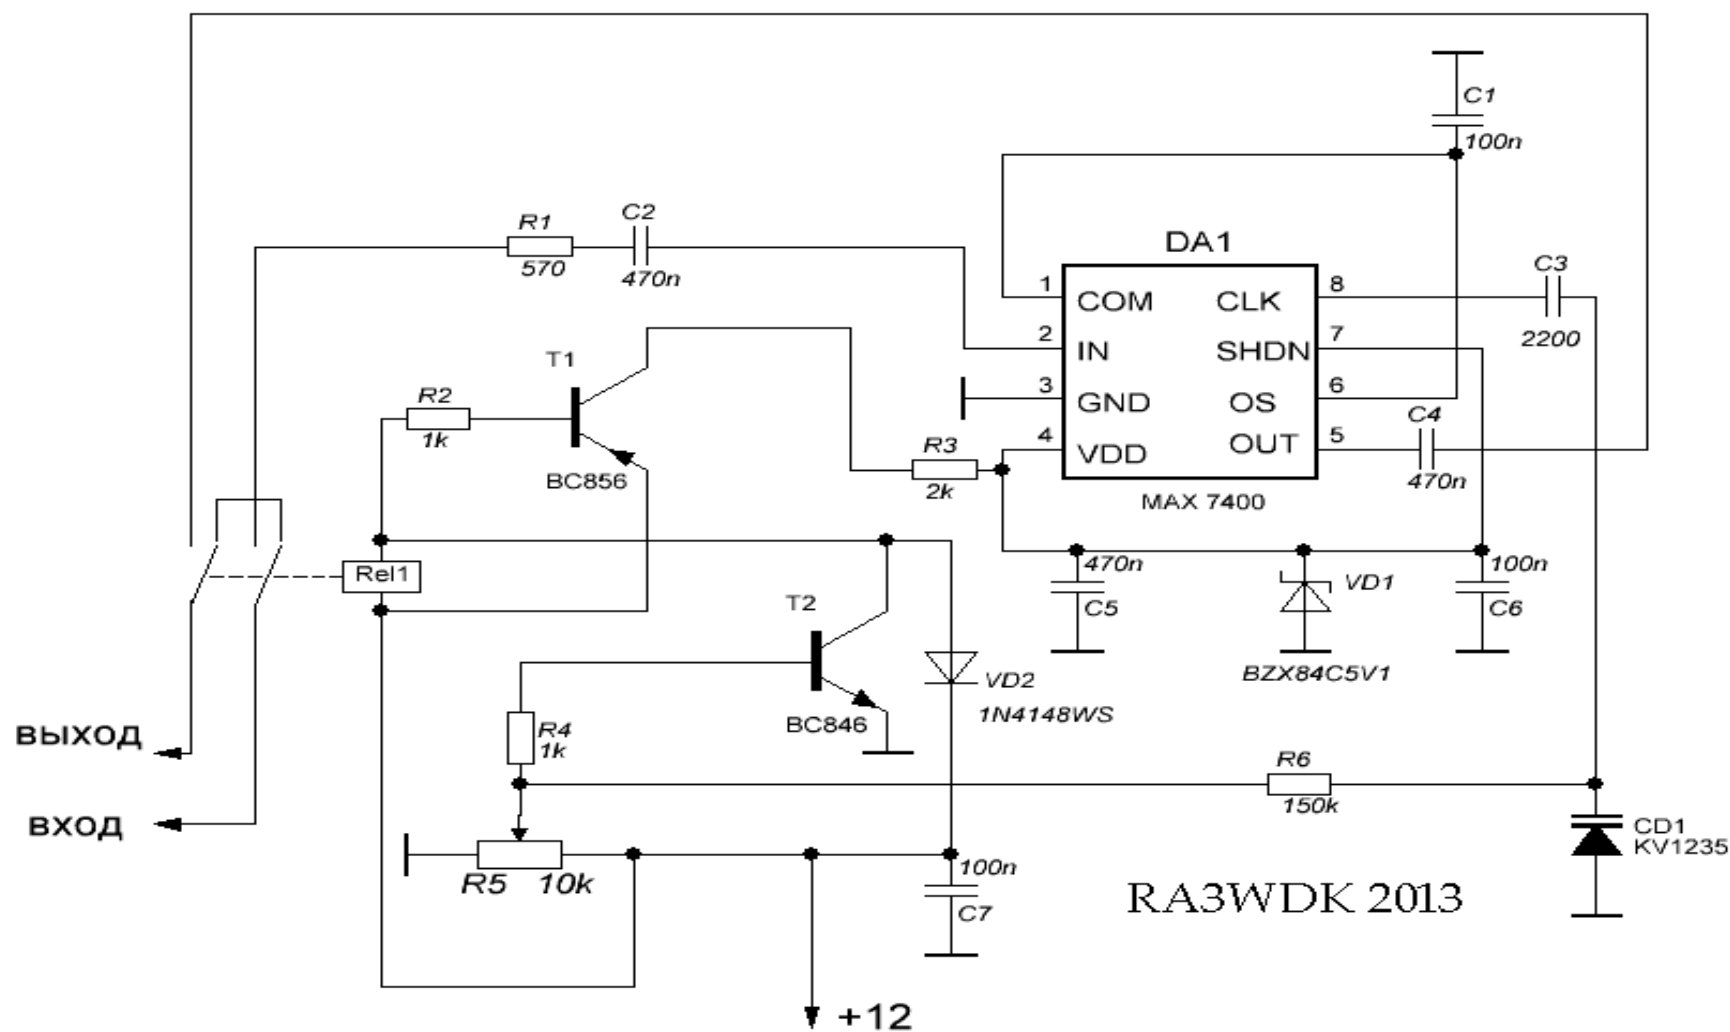 C1
100n
R1
570
C2
470n
DA1
1
COM
2
IN
3
GND
4
VDD
CLK
8
SHDN
7
OS
6
OUT
5
MAX 7400
C3
2200
C4
470n
T1
BC856
R2
1k
R3
2k
Rel1
T2
BC846
VD2
1N4148WS
470n
C5
VD1
BZX84C5V1
100n
C6
R4
1k
ВЫХОД
ВХОД
R6
150k
CD1
KV1235
R5 10k
100n
C7
RA3WDK 2013
+12